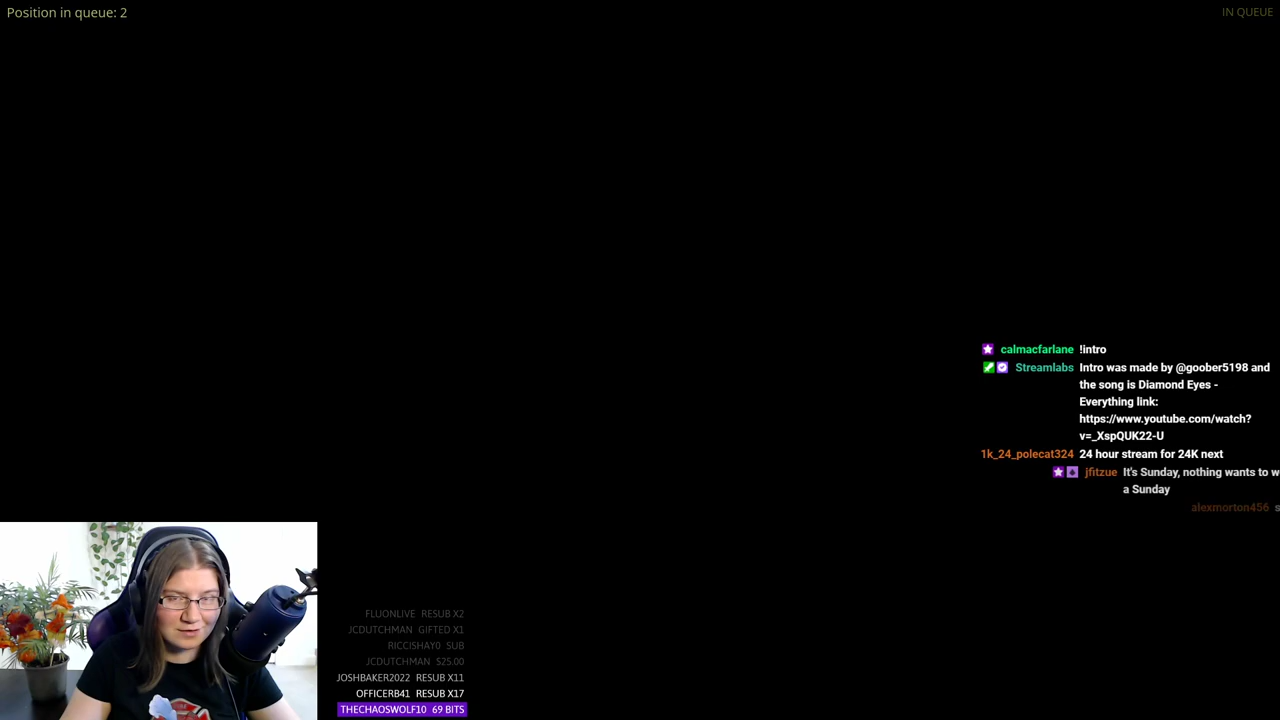 Position in queue: 2
IN QUEUE
calmacfarlane !intro
Streamlabs Intro was made by @goober5198 and
the song is Diamond Eyes -
Everything link:
https://www.youtube.com/watch?
v=_XspQUK22-U
1k_24_polecat324 24 hour stream for 24K next
jfitzue It's Sunday, nothing wants to w
a Sunday
alexmorton456 s
FLUONLIVE RESUB X2
JCDUTCHMAN GIFTED X1
RICCISHAY0 SUB
JCDUTCHMAN $25.00
JOSHBAKER2022 RESUB X11
OFFICERB41 RESUB X17
THECHAOSWOLF10 69 BITS